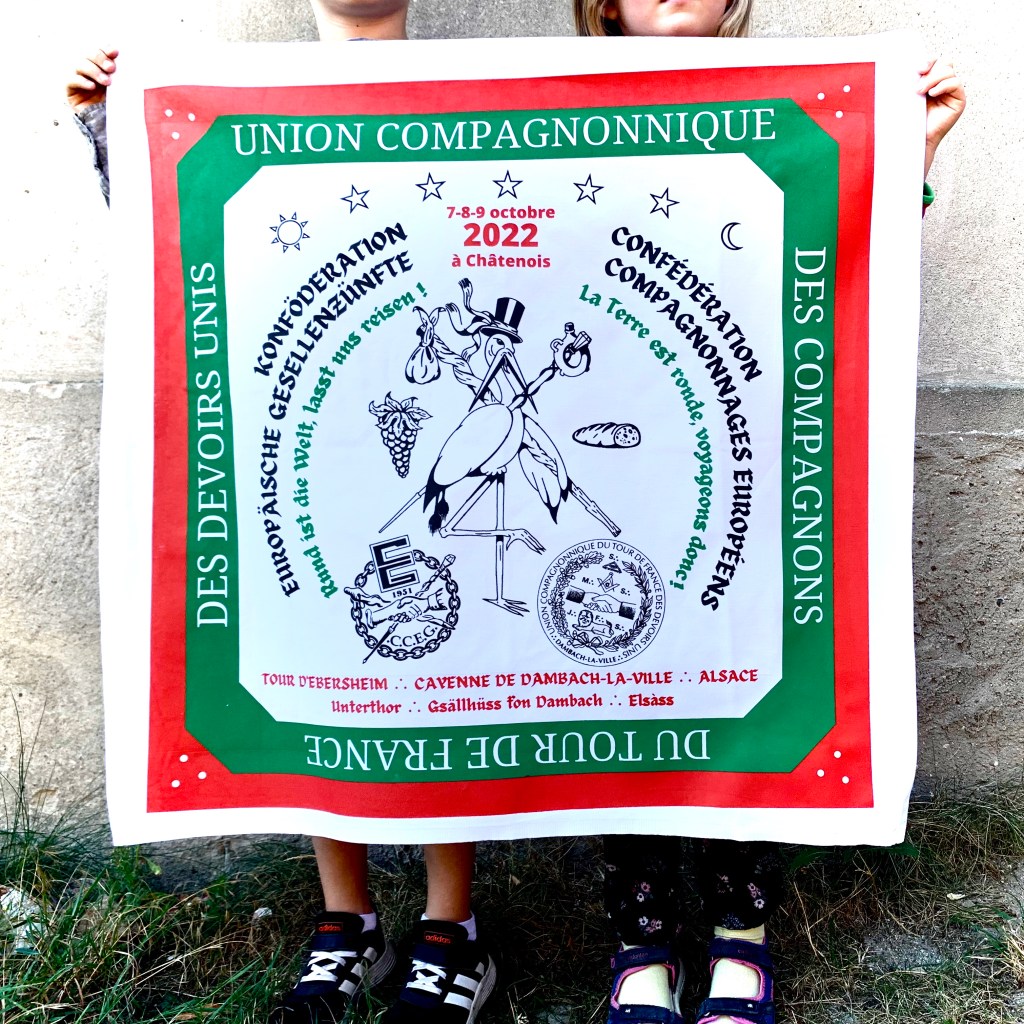 UNION COMPAGNONNIQUE
DES COMPAGNONS
DU TOUR DE FRANCE
DES DEVOIRS UNIS
7-8-9 octobre
2022
à Châtenois
KONFÖDERATION
EUROPÄISCHE GESELLENZÜNFTE
Rund ist die Welt, lasst uns reisen !
CONFÉDÉRATION
COMPAGNONNAGES EUROPÉENS
La Terre est ronde, voyageons donc !
E
1951
C.C.E.G.
UNION COMPAGNONNIQUE DU TOUR DE FRANCE DES DEVOIRS UNIS
S∴
M∴ S∴
J∴ F∴ S∴
∴ DAMBACH-LA-VILLE ∴
TOUR D'EBERSHEIM ∴ CAYENNE DE DAMBACH-LA-VILLE ∴ ALSACE
Unterthor ∴ Gsällhüss fon Dambach ∴ Elsàss
adidas
adidas